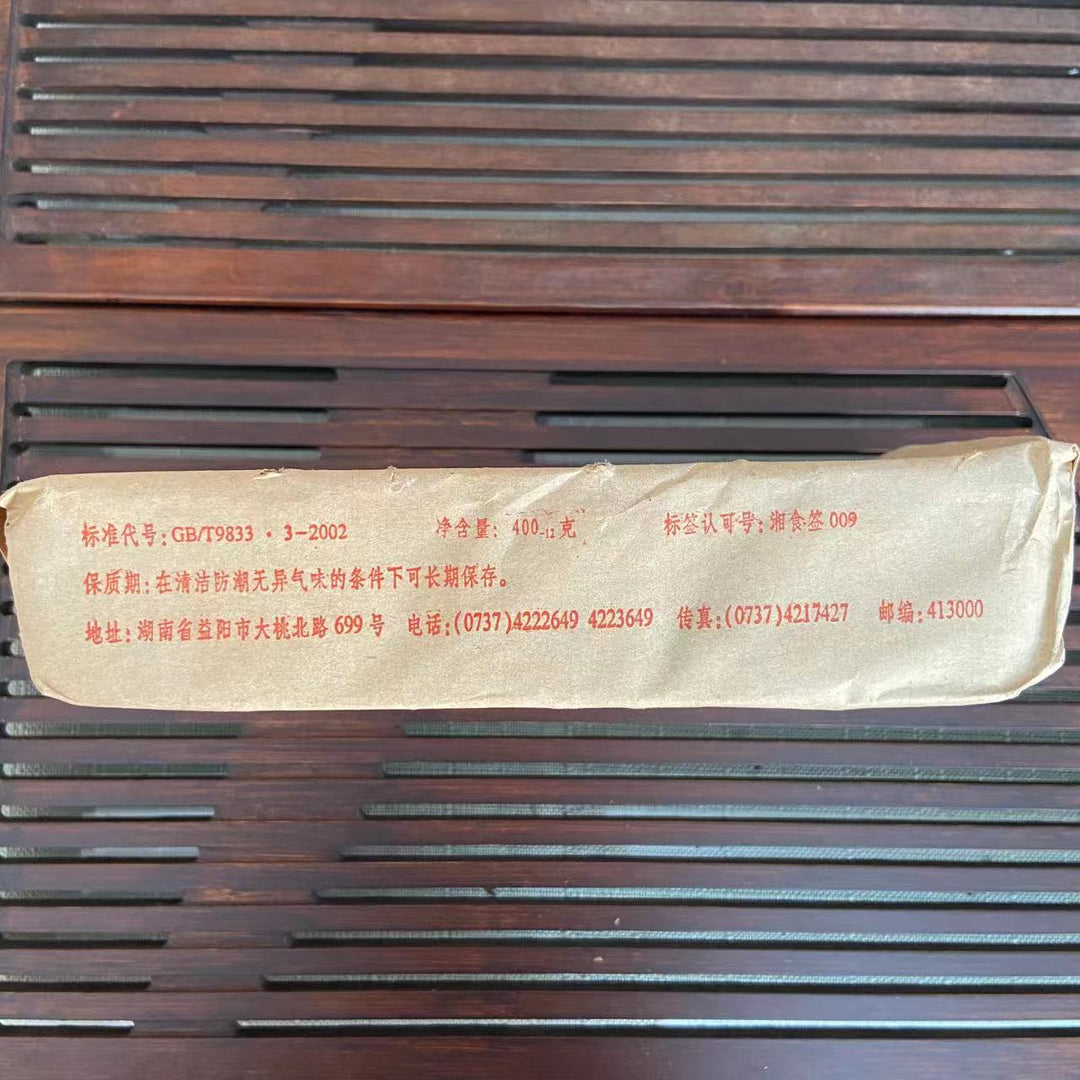 标准代号:GB/T9833·3-2002 净含量: 400-12克 标签认可号:湘食签009
保质期:在清洁防潮无异气味的条件下可长期保存。
地址:湖南省益阳市大桃北路699号 电话:(0737)4222649 4223649 传真:(0737)4217427 邮编:413000